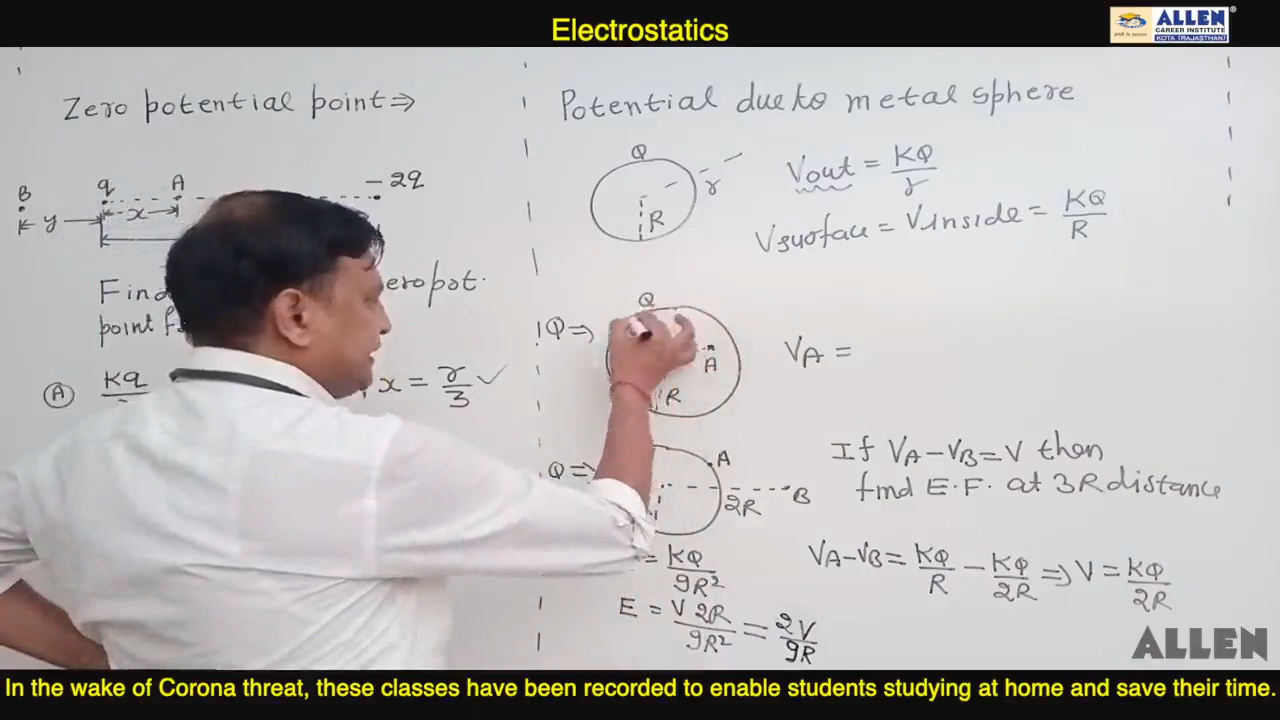 Electrostatics
ALLEN
CAREER INSTITUTE
KOTA (RAJASTHAN)
Zero potential point ⇒
B q A - 2q
y x
Find zero pot.
point
Ⓐ Kq x = r/3 ✓
Potential due to metal sphere
Q
r
R
Vout = KQ/r
Vsurface = Vinside = KQ/R
Q ⇒ Q
A
R
VA =
Q ⇒ A
2R B
If VA - VB = V then
find E.F. at 3R distance
= KQ/9R²
E = V 2R/9R² = 2V/9R
VA - VB = KQ/R - KQ/2R ⇒ V = KQ/2R
ALLEN
In the wake of Corona threat, these classes have been recorded to enable students studying at home and save their time.